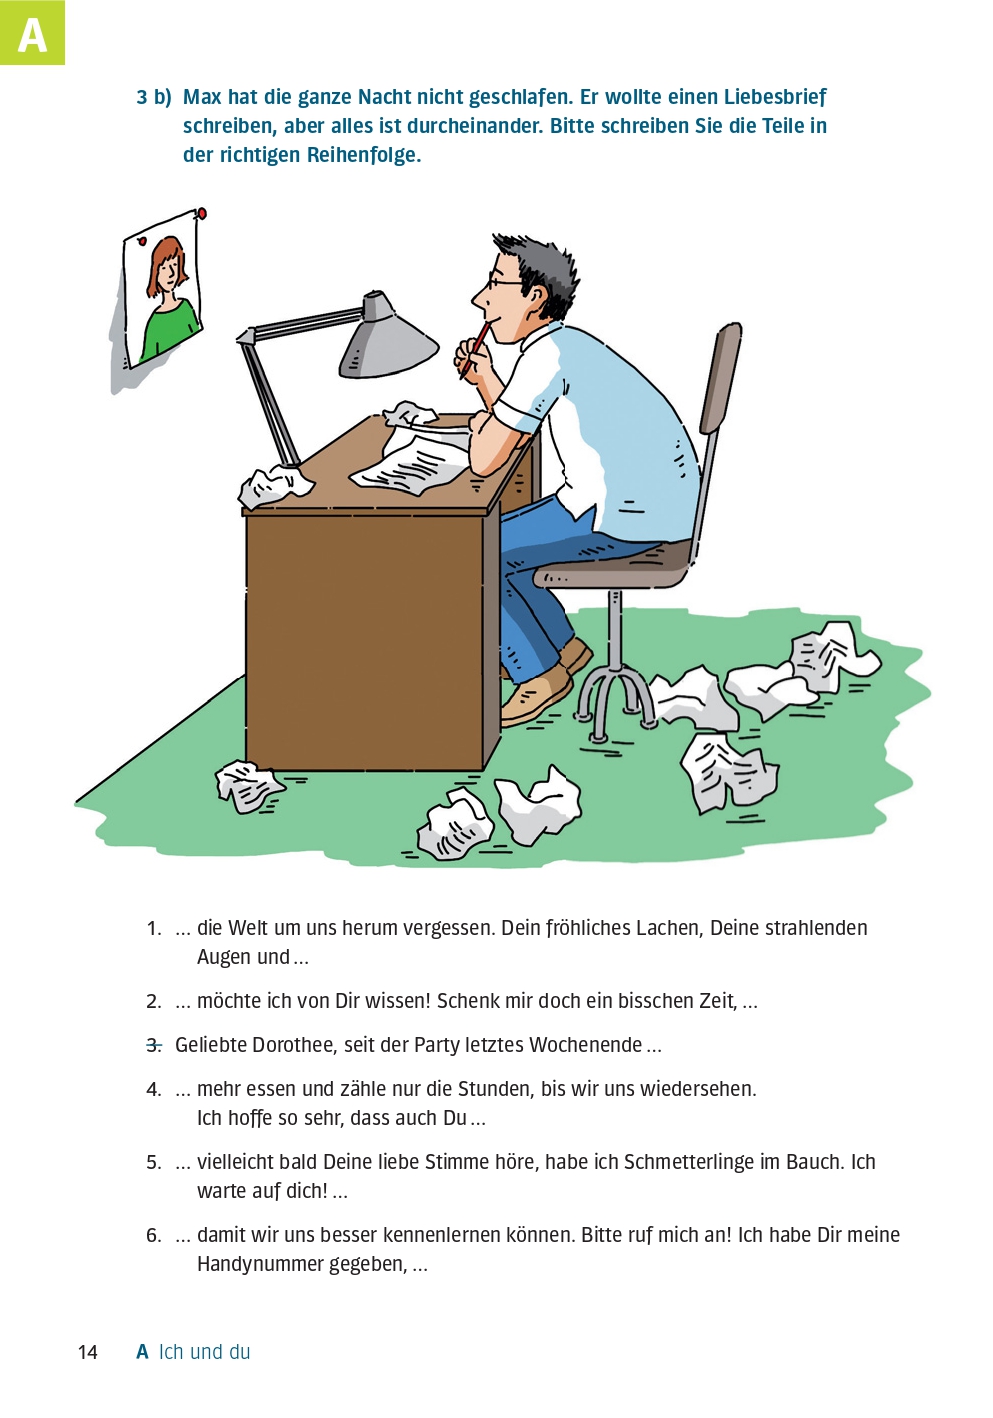 A
3 b) Max hat die ganze Nacht nicht geschlafen. Er wollte einen Liebesbrief
schreiben, aber alles ist durcheinander. Bitte schreiben Sie die Teile in
der richtigen Reihenfolge.
1. ... die Welt um uns herum vergessen. Dein fröhliches Lachen, Deine strahlenden
Augen und ...
2. ... möchte ich von Dir wissen! Schenk mir doch ein bisschen Zeit, ...
3. Geliebte Dorothee, seit der Party letztes Wochenende ...
4. ... mehr essen und zähle nur die Stunden, bis wir uns wiedersehen.
Ich hoffe so sehr, dass auch Du ...
5. ... vielleicht bald Deine liebe Stimme höre, habe ich Schmetterlinge im Bauch. Ich
warte auf dich! ...
6. ... damit wir uns besser kennenlernen können. Bitte ruf mich an! Ich habe Dir meine
Handynummer gegeben, ...
14 A Ich und du